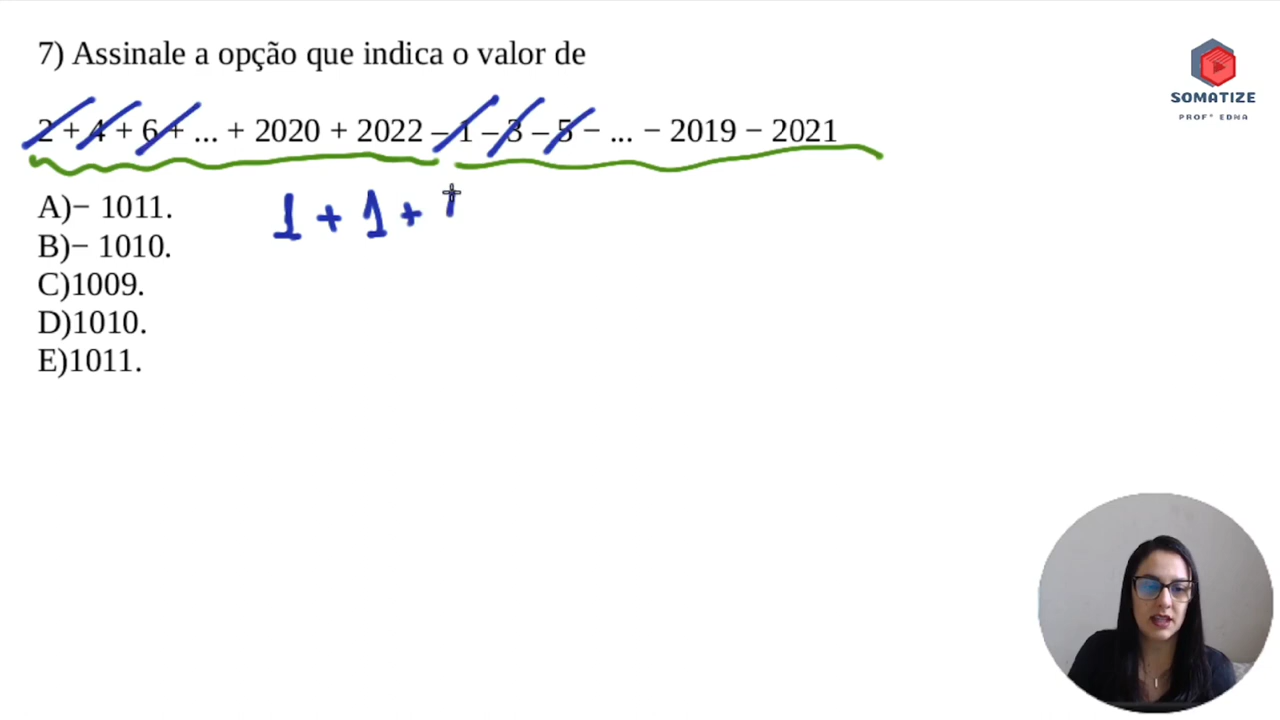 7) Assinale a opção que indica o valor de
2 + 4 + 6 + ... + 2020 + 2022 – 1 – 3 – 5 − ... − 2019 − 2021
A)− 1011.
B)− 1010.
C)1009.
D)1010.
E)1011.
1 + 1 +
SOMATIZE
PROFª EDNA